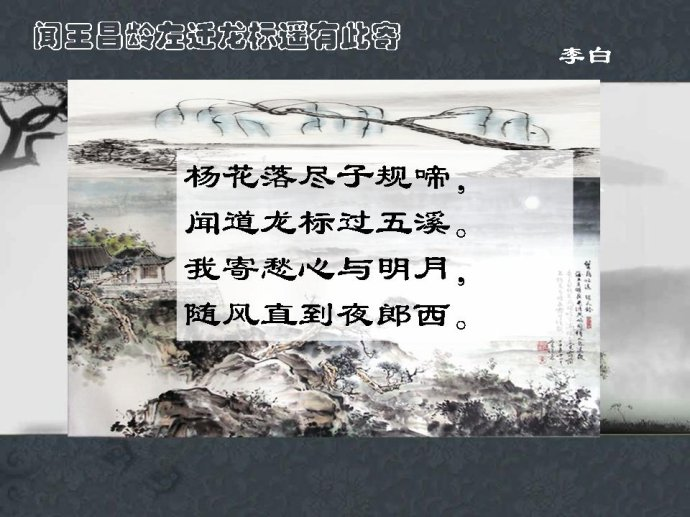 闻王昌龄左迁龙标遥有此寄
李白
杨花落尽子规啼，
闻道龙标过五溪。
我寄愁心与明月，
随风直到夜郎西。